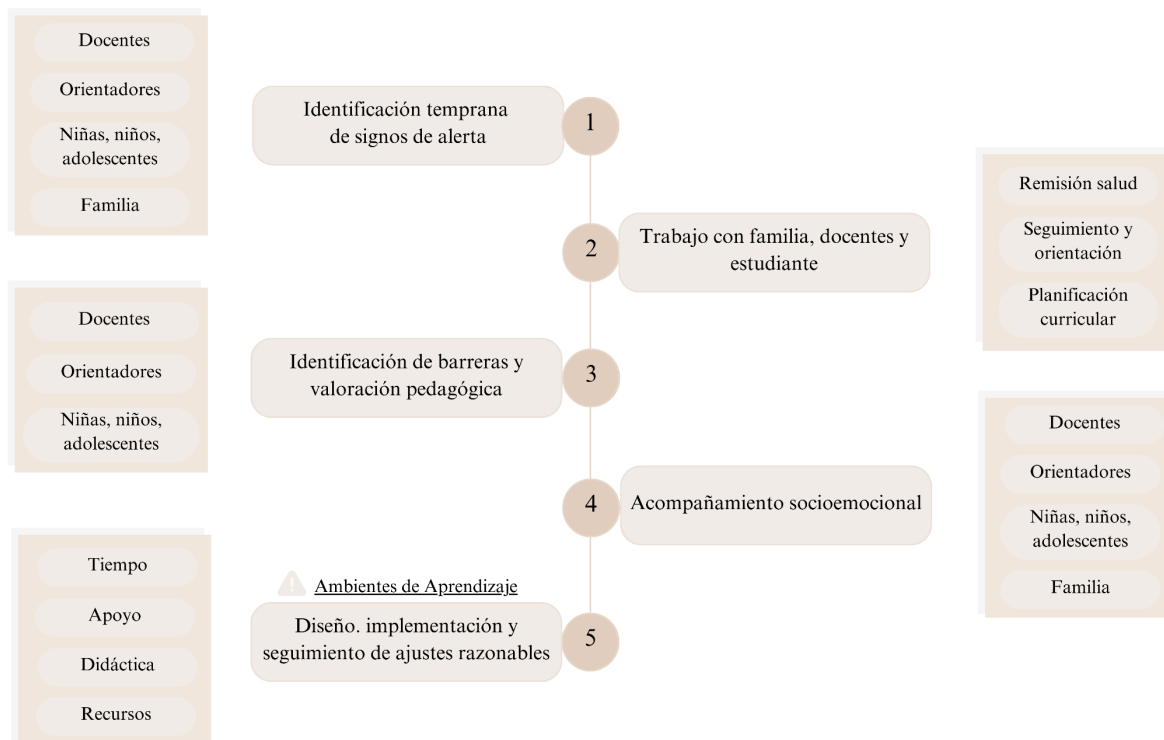 Docentes
Orientadores
Niñas, niños,
adolescentes
Familia
Identificación temprana
de signos de alerta
1
Remisión salud
Seguimiento y
orientación
Planificación
curricular
2
Trabajo con familia, docentes y
estudiante
Docentes
Orientadores
Niñas, niños,
adolescentes
Identificación de barreras y
valoración pedagógica
3
Docentes
Orientadores
Niñas, niños,
adolescentes
Familia
4
Acompañamiento socioemocional
Tiempo
Apoyo
Didáctica
Recursos
Ambientes de Aprendizaje
Diseño. implementación y
seguimiento de ajustes razonables
5